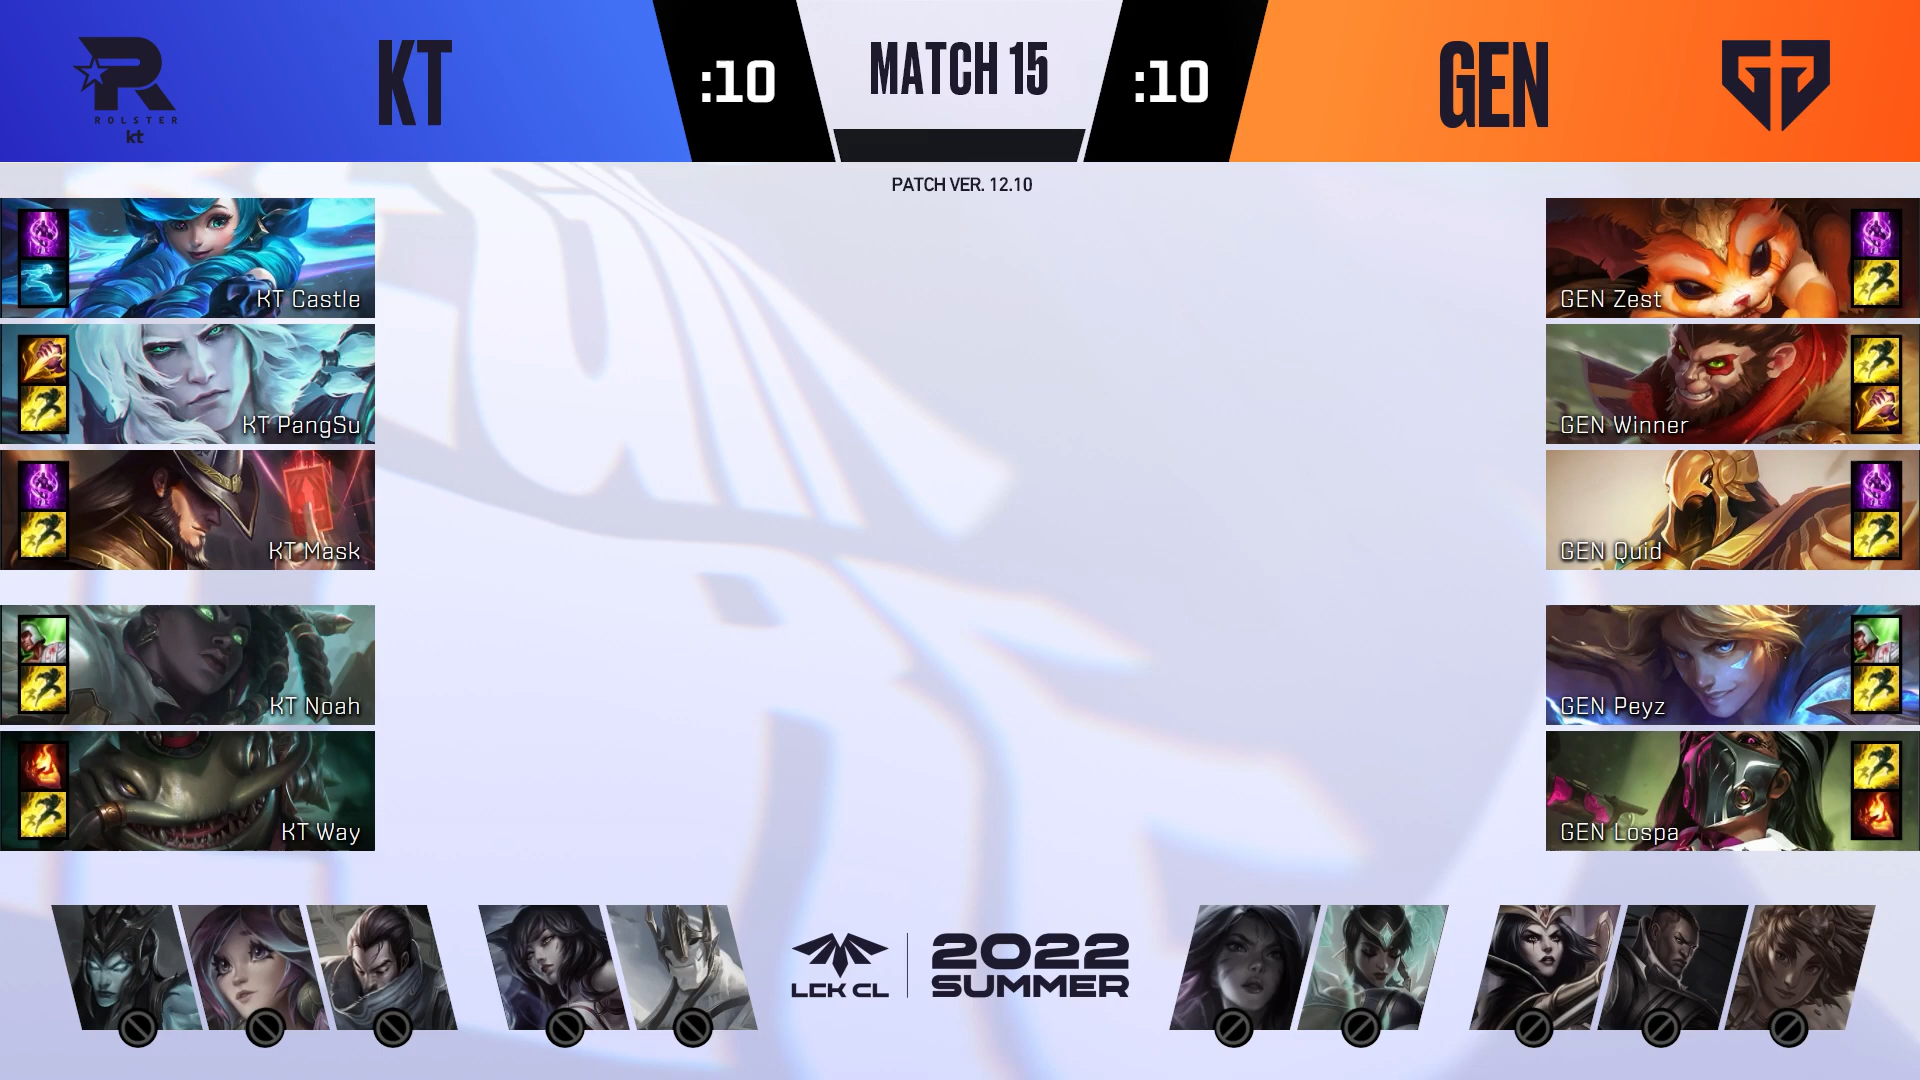 ROLSTER
kt
KT
:10
MATCH 15
:10
GEN
PATCH VER. 12.10
KT Castle
KT PangSu
KT Mask
KT Noah
KT Way
GEN Zest
GEN Winner
GEN Quid
GEN Peyz
GEN Lospa
LCK CL
2022
SUMMER